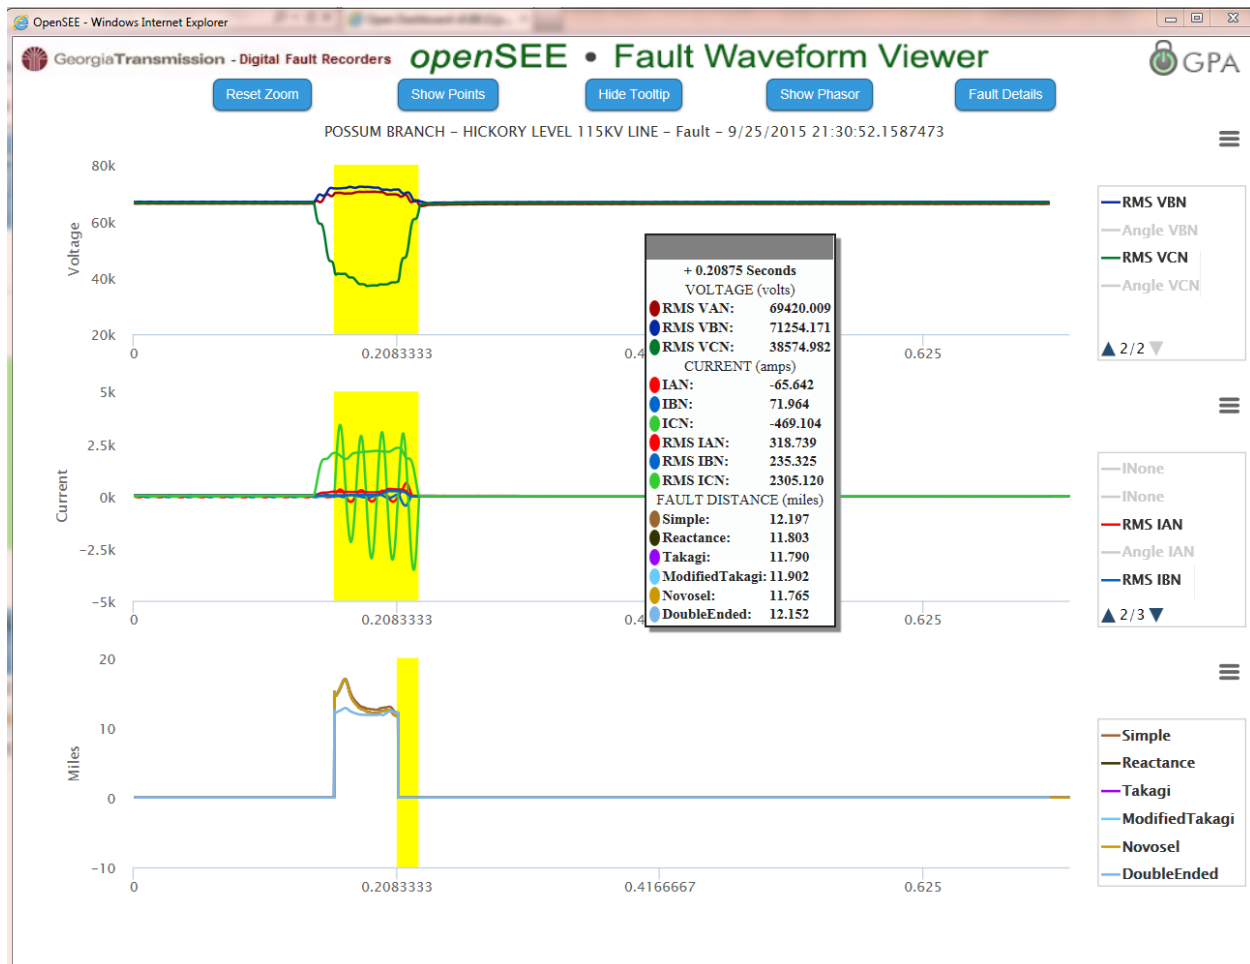 OpenSEE - Windows Internet Explorer
GeorgiaTransmission - Digital Fault Recorders openSEE • Fault Waveform Viewer GPA
Reset Zoom Show Points Hide Tooltip Show Phasor Fault Details
POSSUM BRANCH - HICKORY LEVEL 115KV LINE - Fault - 9/25/2015 21:30:52.1587473
Voltage
80k
60k
40k
20k
0 0.2083333 0.4 0.625
RMS VBN
Angle VBN
RMS VCN
Angle VCN
2/2
+ 0.20875 Seconds
VOLTAGE (volts)
RMS VAN: 69420.009
RMS VBN: 71254.171
RMS VCN: 38574.982
CURRENT (amps)
IAN: -65.642
IBN: 71.964
ICN: -469.104
RMS IAN: 318.739
RMS IBN: 235.325
RMS ICN: 2305.120
FAULT DISTANCE (miles)
Simple: 12.197
Reactance: 11.803
Takagi: 11.790
ModifiedTakagi: 11.902
Novosel: 11.765
DoubleEnded: 12.152
Current
5k
2.5k
0k
-2.5k
-5k
0 0.2083333 0.4 0.625
INone
INone
RMS IAN
Angle IAN
RMS IBN
2/3
Miles
20
10
0
-10
0 0.2083333 0.4166667 0.625
Simple
Reactance
Takagi
ModifiedTakagi
Novosel
DoubleEnded